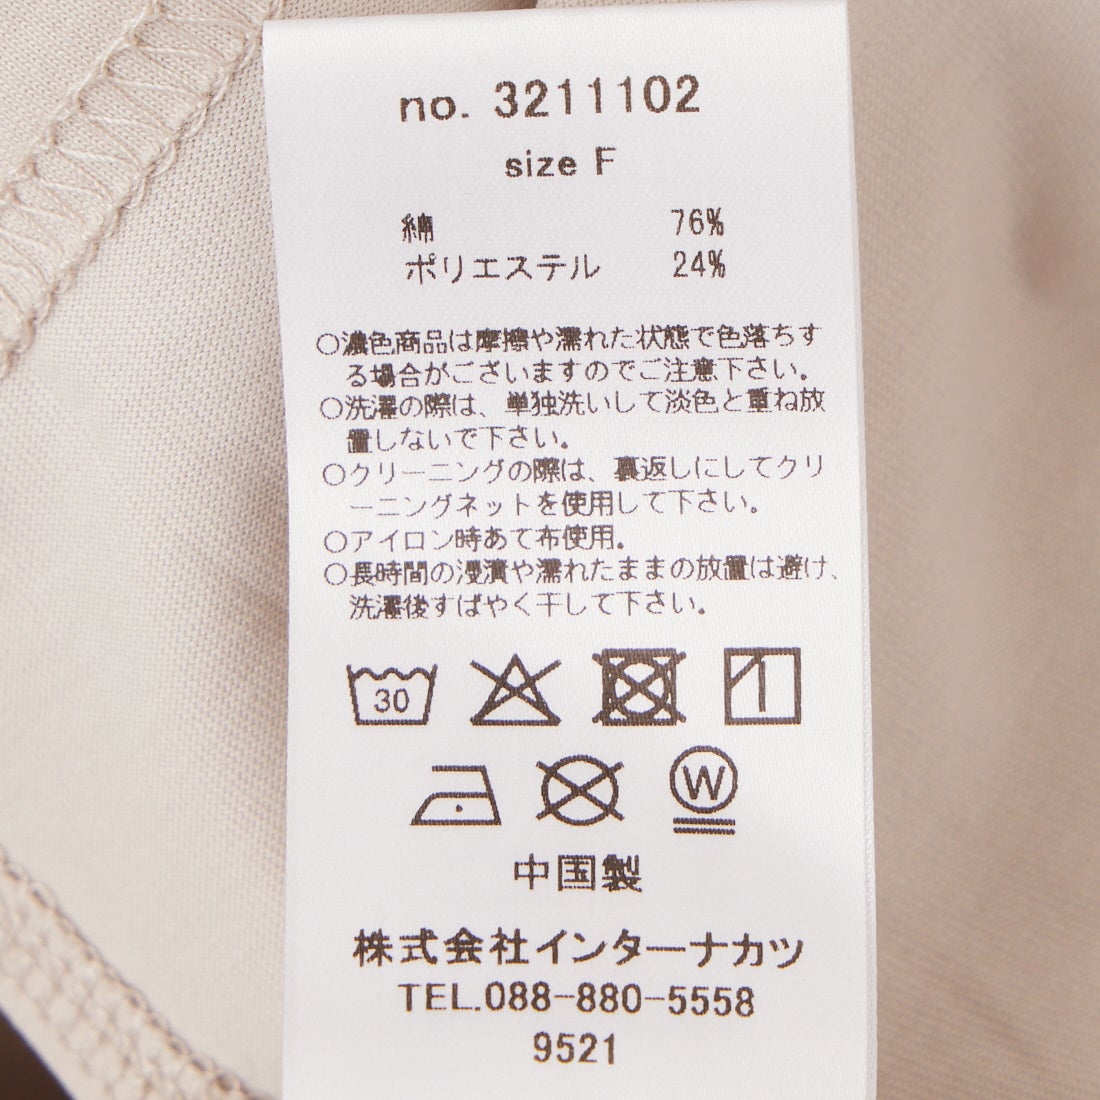 no. 3211102
size F
綿 76%
ポリエステル 24%
○濃色商品は摩擦や濡れた状態で色落ちす
る場合がございますのでご注意下さい。
○洗濯の際は、単独洗いして淡色と重ね放
置しないで下さい。
○クリーニングの際は、裏返しにしてクリ
ーニングネットを使用して下さい。
○アイロン時あて布使用。
○長時間の浸漬や濡れたままの放置は避け、
洗濯後すばやく干して下さい。
30
W
中国製
株式会社インターナカツ
TEL.088-880-5558
9521